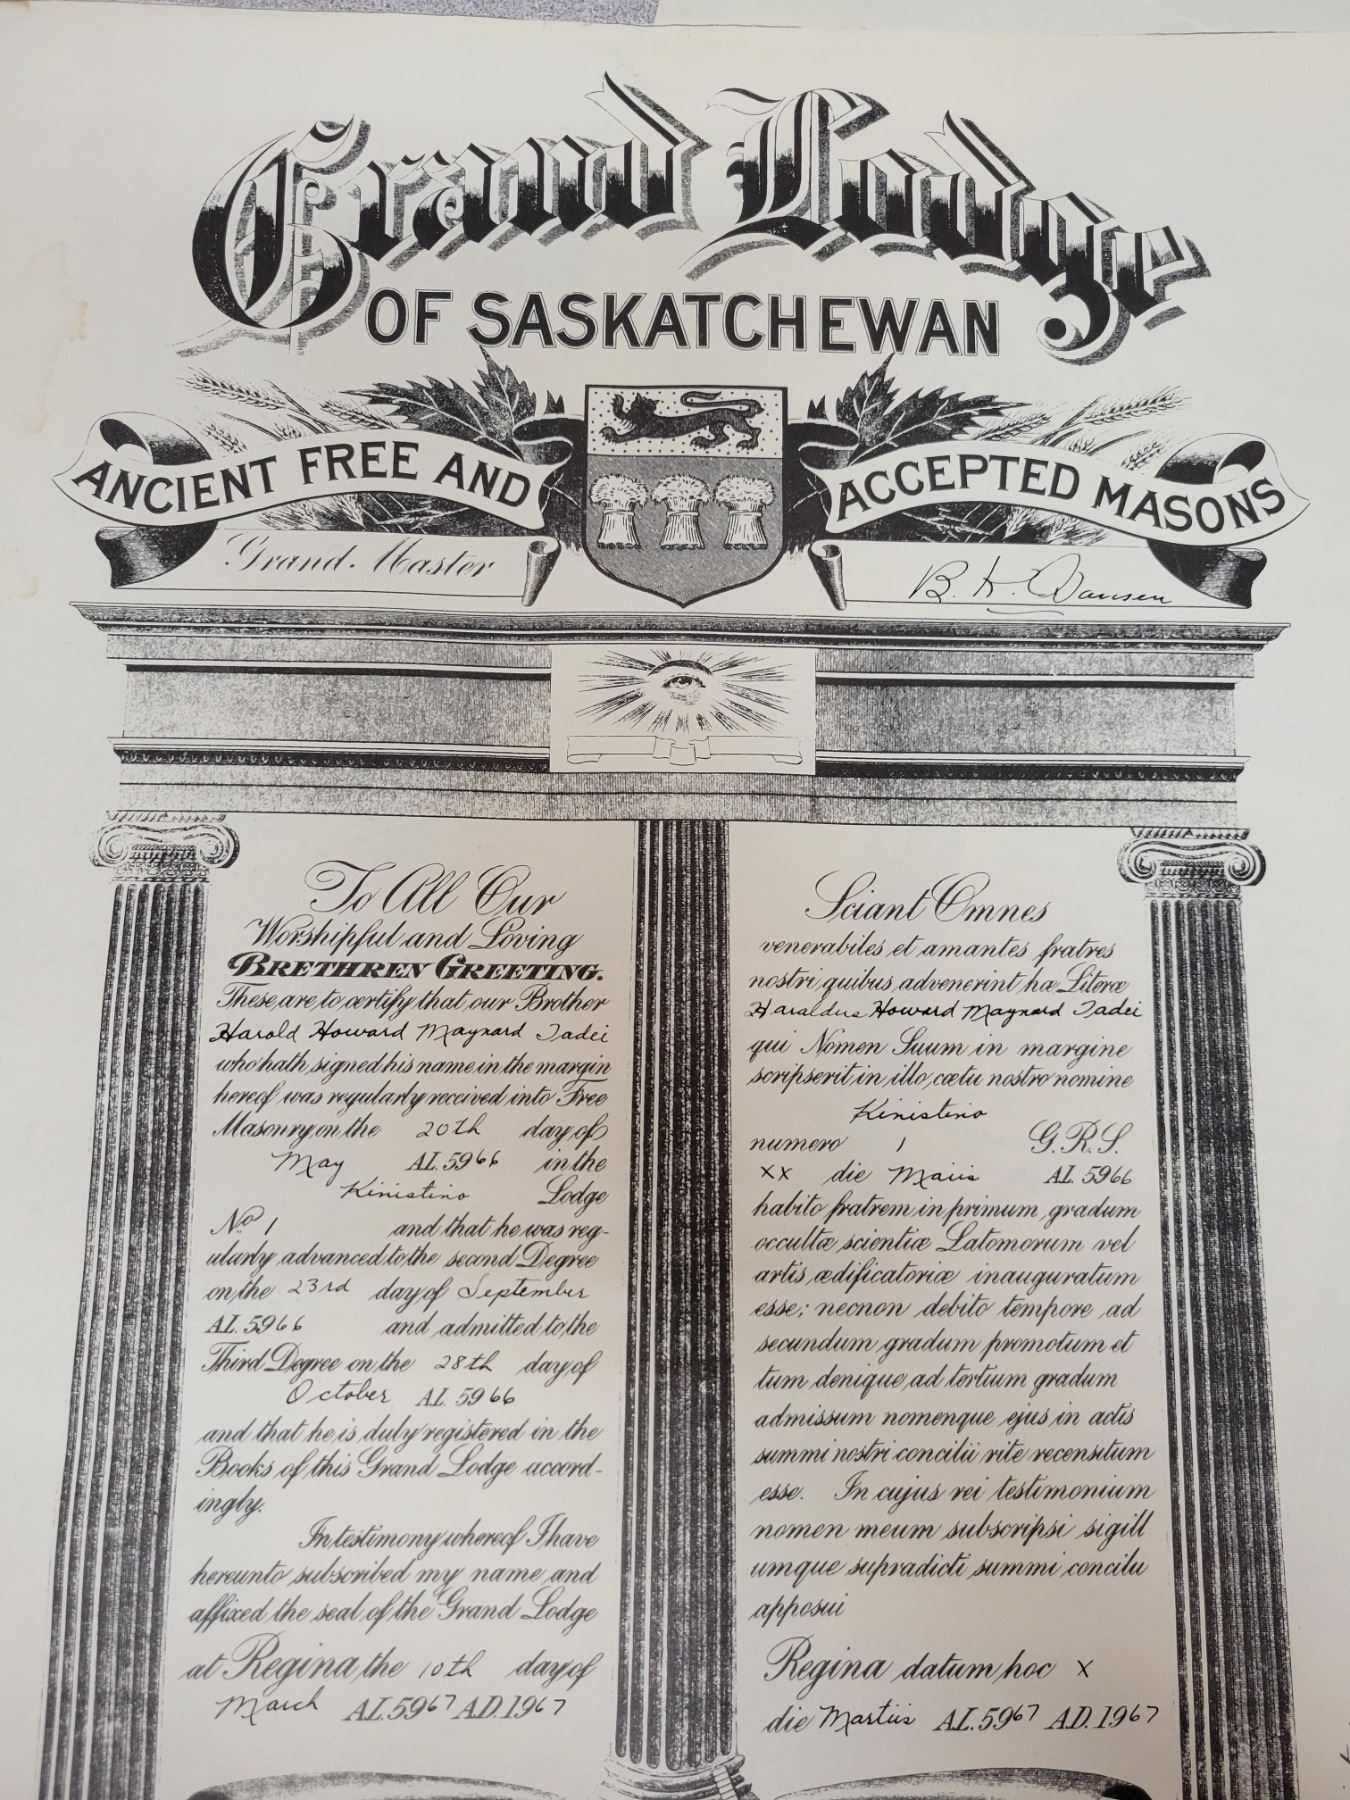 Grand Lodge
OF SASKATCHEWAN
ANCIENT FREE AND ACCEPTED MASONS
Grand Master
To All Our
Worshipful and Loving
BRETHREN GREETING.
These are to certify that our Brother
Harold Howard Maynard Tadei
who hath signed his name in the margin
hereof was regularly received into Free
Masonry on the 20th day of
May AL. 5966 in the
Kinistino Lodge
No 1 and that he was reg-
ularly advanced to the second Degree
on the 23rd day of September
AL. 5966 and admitted to the
Third Degree on the 28th day of
October AL. 5966
and that he is duly registered in the
Books of this Grand Lodge accord-
ingly.
In testimony whereof I have
hereunto subscribed my name and
affixed the seal of the Grand Lodge
at Regina the 10th day of
March AL. 5967 A.D. 1967
Sciant Omnes
venerabiles et amantes fratres
nostri quibus advenerint hæ Literæ
Haraldus Howard Maynard Tadei
qui Nomen Suum in margine
scripserit in illo cœtu nostro nomine
Kinistino
numero 1 G.R.S.
xx die Maiis AL. 5966
habito fratrem in primum gradum
occultæ scientiæ Latomorum vel
artis ædificatoriæ inauguratum
esse; necnon debito tempore ad
secundum gradum promotum et
tum denique ad tertium gradum
admissum nomenque ejus in actis
summi nostri concilii rite recensitum
esse. In cujus rei testimonium
nomen meum subscripsi sigill
umque supradicti summi concilu
apposui
Regina datum hoc x
die Martiis AL. 5967 A.D. 1967